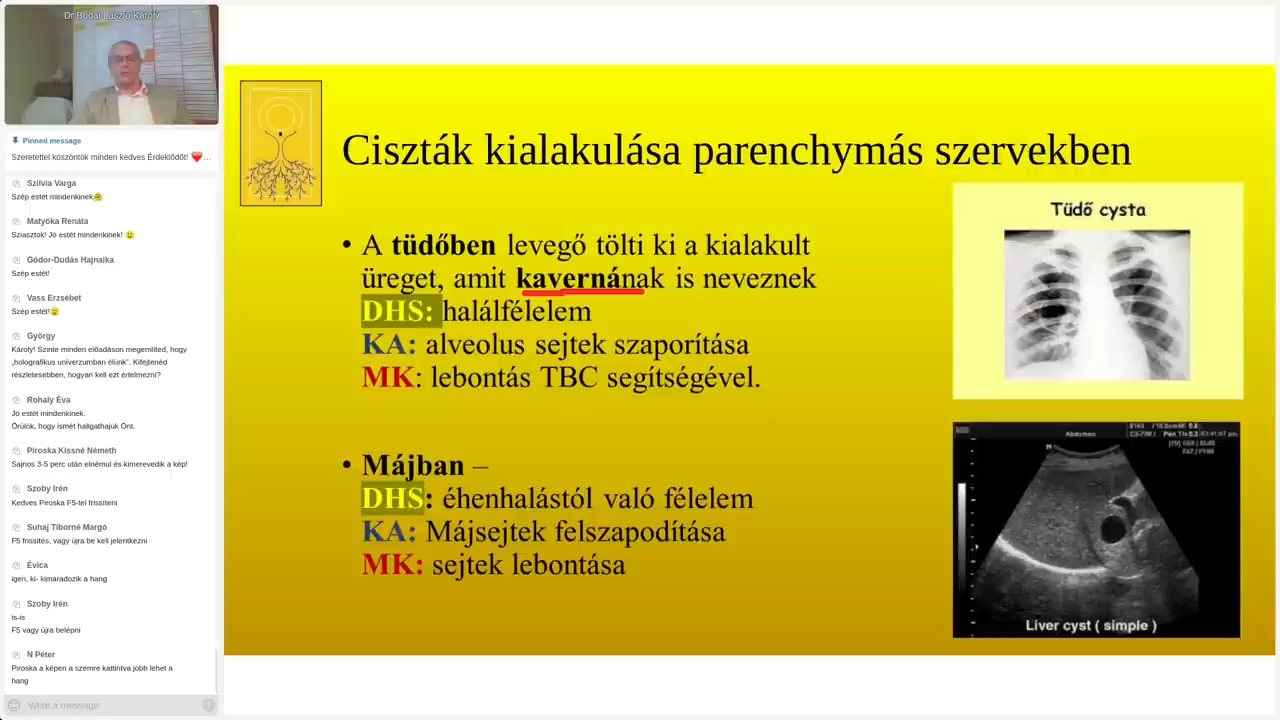 Dr Budai László Károly
Pinned message
Szeretettel köszöntök minden kedves Érdeklődőt! ❤️...
Szilvia Varga
Szép estét mindenkinek🤗
Matyóka Renáta
Sziasztok! Jó estét mindenkinek! 🙂
Gódor-Dudás Hajnalka
Szép estét!
Vass Erzsébet
Szép estét!🙂
György
Károly! Szinte minden előadáson megemlíted, hogy
„holografikus univerzumban élünk”. Kifejtenéd
részletesebben, hogyan kell ezt értelmezni?
Rohaly Éva
Jó estét mindenkinek.
Örülök, hogy ismét hallgathajuk Önt.
Piroska Kissné Németh
Sajnos 3-5 perc után elnémul és kimerevedik a kép!
Szoby Irén
Kedves Piroska F5-tel frissíteni
Suhaj Tiborné Margó
F5 frissítés, vagy újra be kell jelentkezni
Évica
igen, ki- kimaradozik a hang
Szoby Irén
is-is
F5 vagy újra belépni
N Péter
Piroska a képen a szemre kattintva jobb lehet a
hang
Write a message
Ciszták kialakulása parenchymás szervekben
• A tüdőben levegő tölti ki a kialakult
üreget, amit kavernának is neveznek
DHS: halálfélelem
KA: alveolus sejtek szaporítása
MK: lebontás TBC segítségével.
• Májban –
DHS: éhenhalástól való félelem
KA: Májsejtek felszapodítása
MK: sejtek lebontása
Tüdő cysta
Abdomen
Liver cyst ( simple )